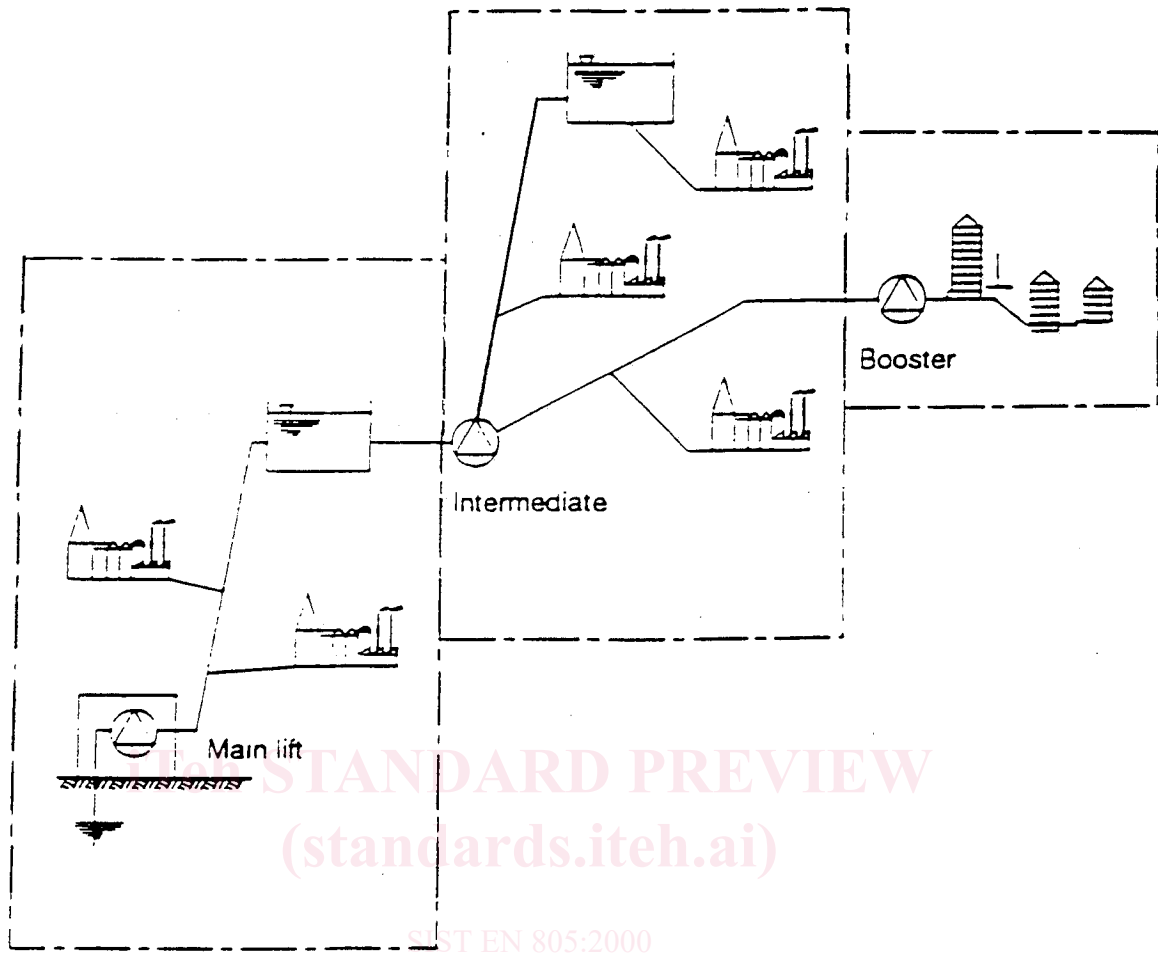 Booster
Intermediate
Main lift
iTeh STANDARD PREVIEW
(standards.iteh.ai)
SIST EN 805:2000